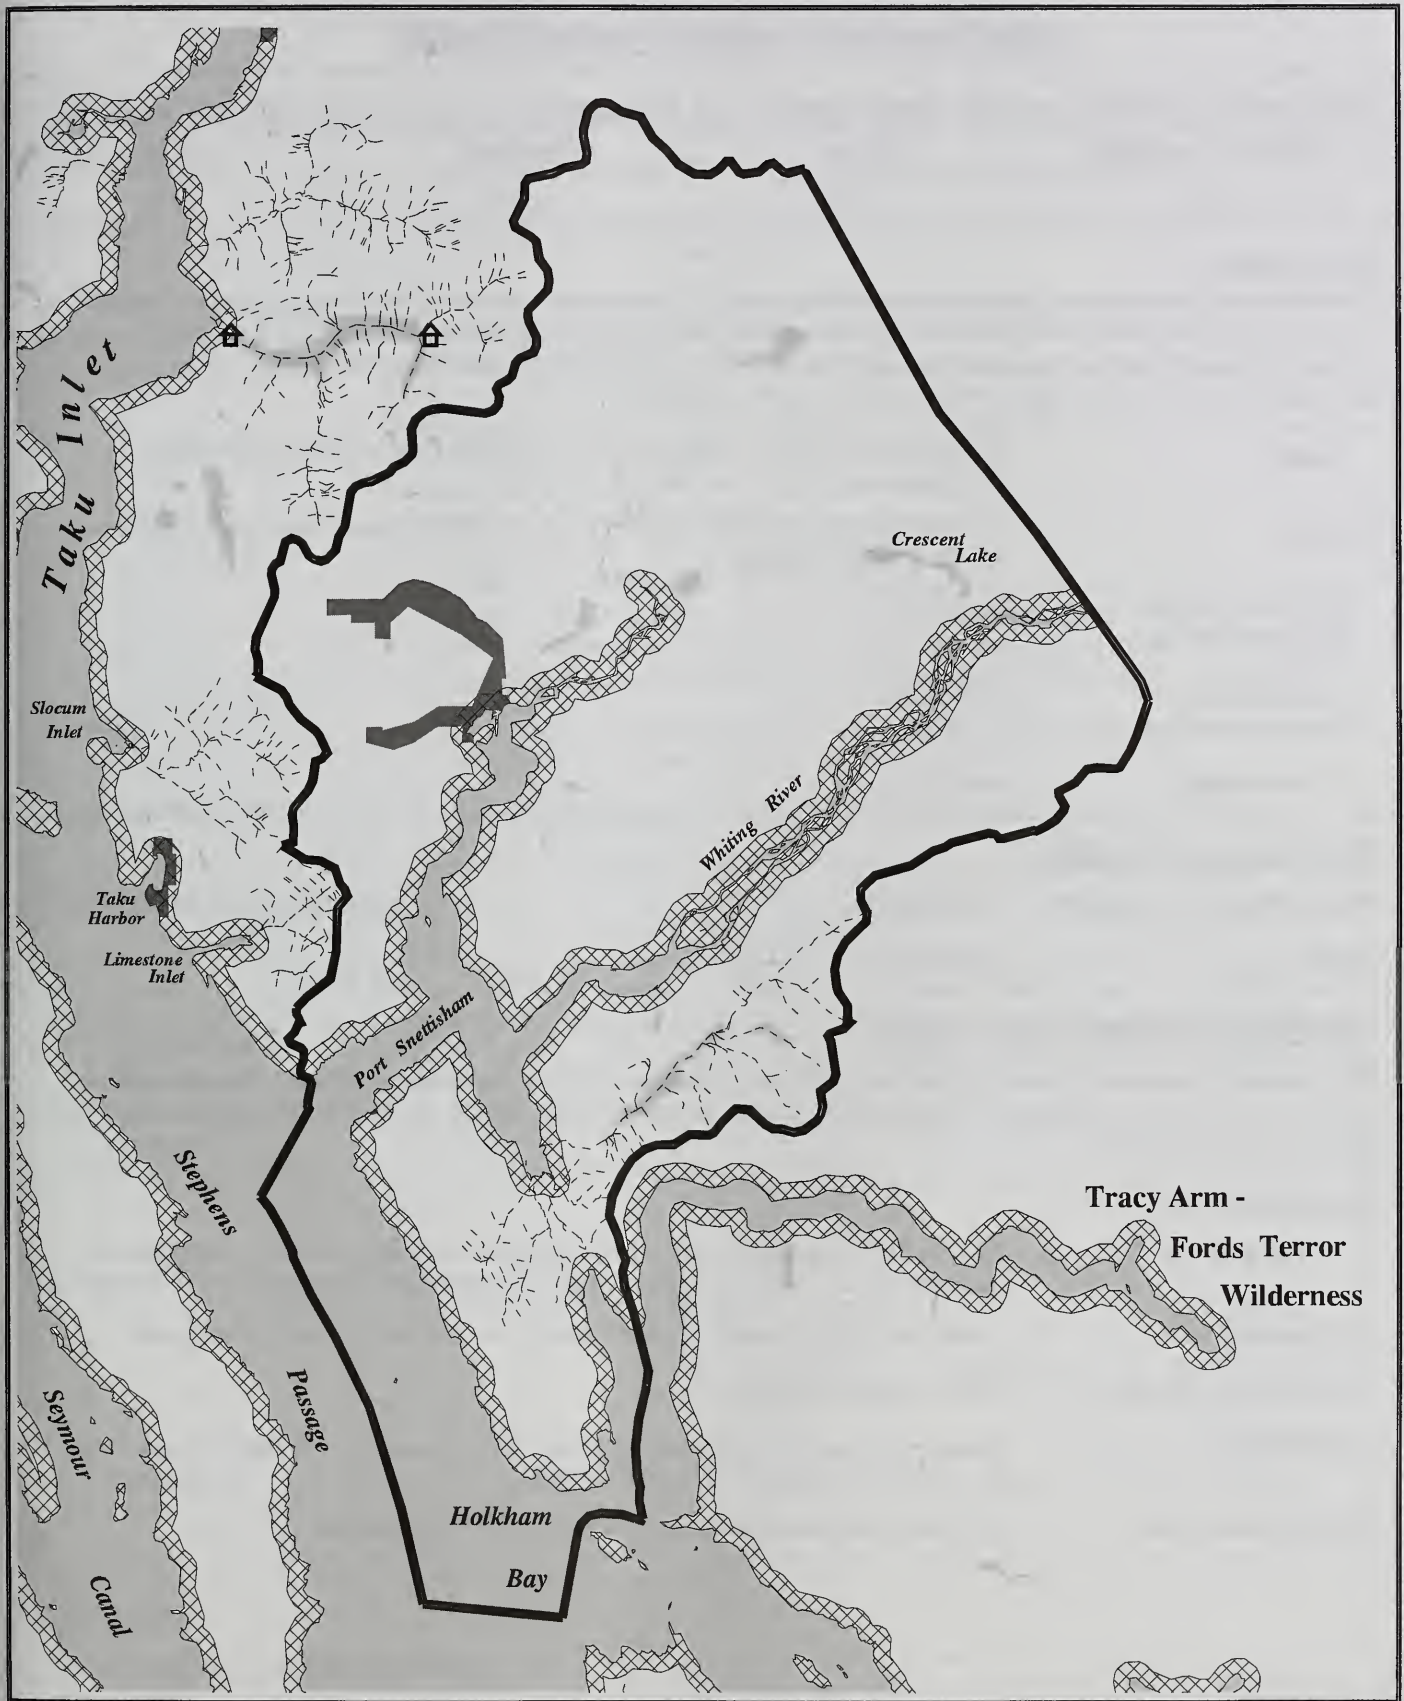 Taku Inlet
Crescent
Lake
Slocum
Inlet
Whiting River
Taku
Harbor
Limestone
Inlet
Port Snettisham
Stephens
Passage
Tracy Arm -
Fords Terror
Wilderness
Seymour
Canal
Holkham
Bay